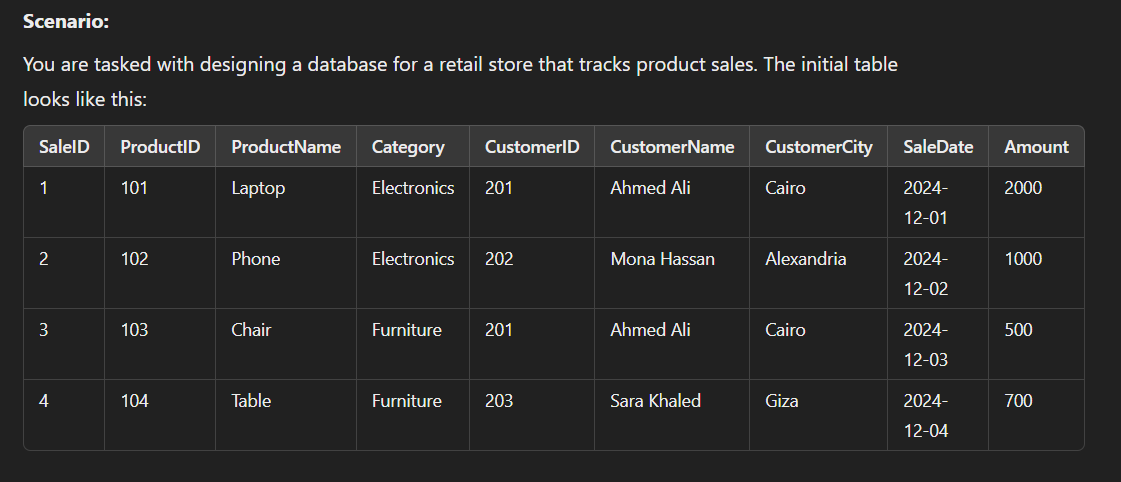 Scenario:
You are tasked with designing a database for a retail store that tracks product sales. The initial table
looks like this:
SaleID ProductID ProductName Category CustomerID CustomerName CustomerCity SaleDate Amount
1 101 Laptop Electronics 201 Ahmed Ali Cairo 2024-
12-01 2000
2 102 Phone Electronics 202 Mona Hassan Alexandria 2024-
12-02 1000
3 103 Chair Furniture 201 Ahmed Ali Cairo 2024-
12-03 500
4 104 Table Furniture 203 Sara Khaled Giza 2024-
12-04 700